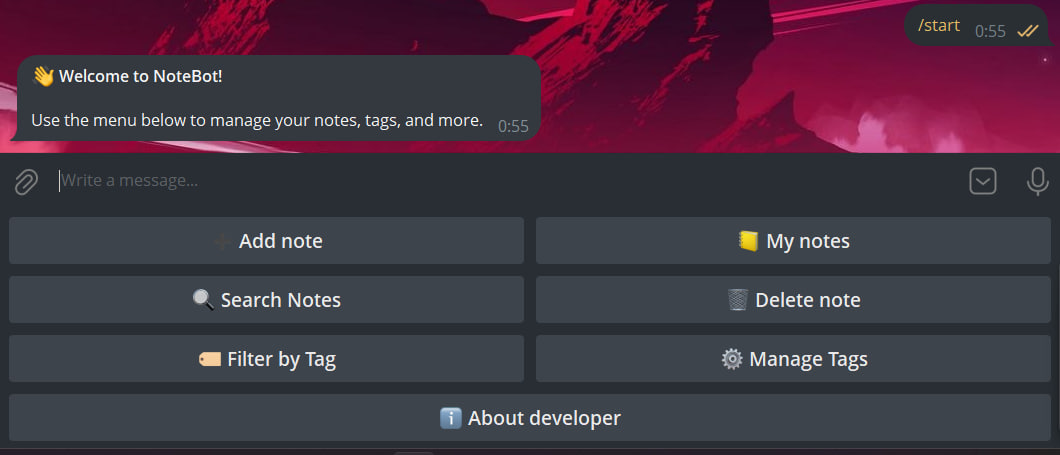 /start 0:55
👋 Welcome to NoteBot!
Use the menu below to manage your notes, tags, and more. 0:55
Write a message...
➕ Add note
📒 My notes
🔍 Search Notes
🗑️ Delete note
🏷️ Filter by Tag
⚙️ Manage Tags
ℹ️ About developer